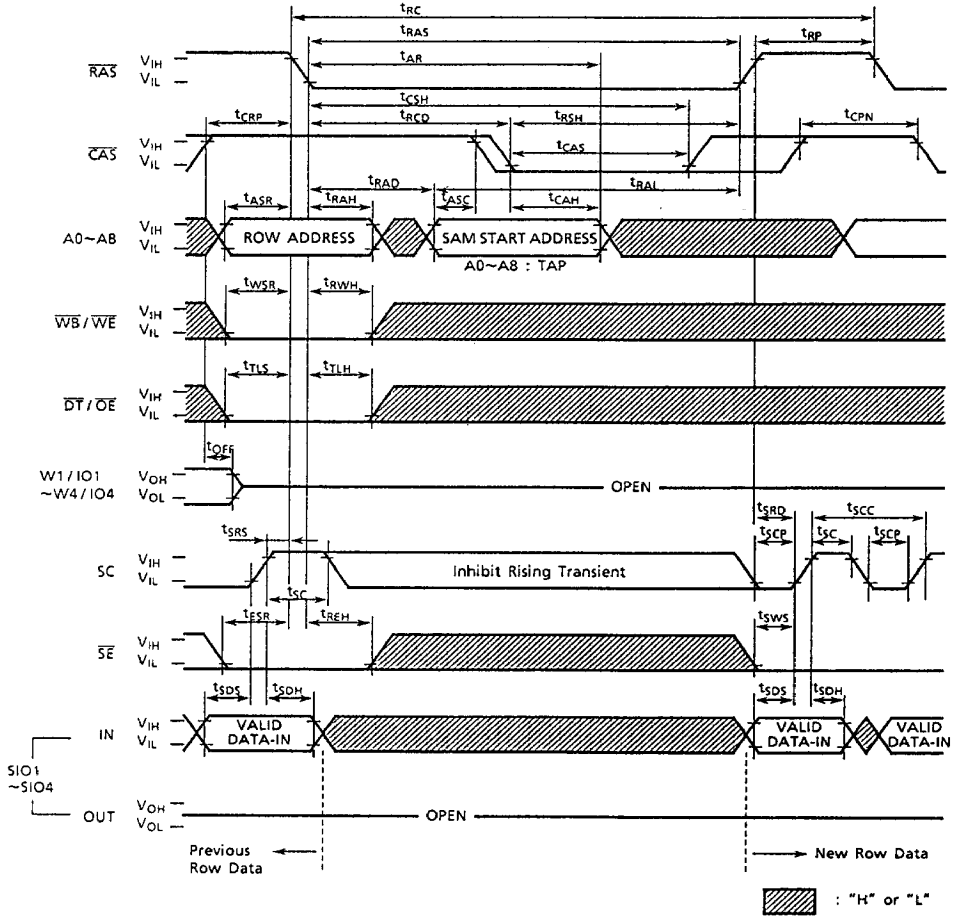 tRC
tRAS
tRP
tAR
RAS
VIH
VIL
tCSH
tCRP
tRCD
tRSH
tCPN
CAS
VIH
VIL
tCAS
tRAD
tRAL
tASR
tRAH
tASC
tCAH
A0~A8
VIH
VIL
ROW ADDRESS
SAM START ADDRESS
A0~A8 : TAP
tWSR
tRWH
WB / WE
VIH
VIL
tTLS
tTLH
DT / OE
VIH
VIL
tOFF
W1 / IO1
~W4 / IO4
VOH
VOL
OPEN
tSRD
tSCC
tSRS
tSCP
tSC
tSCP
SC
VIH
VIL
Inhibit Rising Transient
tSC
tESR
tREH
tSWS
SE
VIH
VIL
tSDS
tSDH
tSDS
tSDH
IN
VIH
VIL
VALID
DATA-IN
VALID
DATA-IN
VALID
DATA-IN
SIO1
~SIO4
OUT
VOH
VOL
OPEN
Previous
Row Data
New Row Data
: "H" or "L"